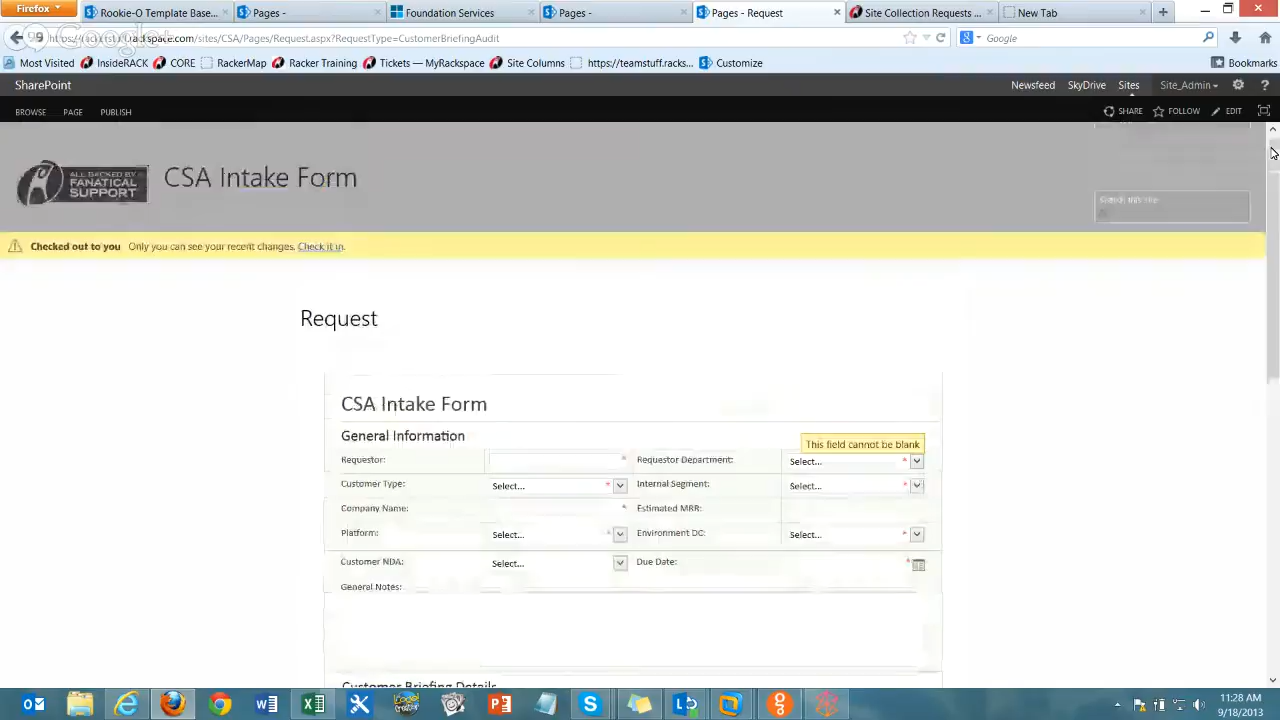 Firefox
Rookie-O Template Base...
Pages -
Foundation Services
Pages -
Pages - Request
Site Collection Requests ...
New Tab
/sites/CSA/Pages/Request.aspx?RequestType=CustomerBriefingAudit
Google
Most Visited
InsideRACK
CORE
RackerMap
Racker Training
Tickets — MyRackspace
Site Columns
https://teamstuff.racks...
Customize
Bookmarks
SharePoint
Newsfeed
SkyDrive
Sites
Site_Admin
BROWSE
PAGE
PUBLISH
SHARE
FOLLOW
EDIT
ALL BACKED BY
FANATICAL
SUPPORT
CSA Intake Form
Checked out to you Only you can see your recent changes. Check it in.
Request
CSA Intake Form
General Information
This field cannot be blank
Requestor: * Requestor Department: Select... *
Customer Type: Select... * Internal Segment: Select... *
Company Name: * Estimated MRR:
Platform: Select... * Environment DC: Select... *
Customer NDA: Select... Due Date: *
General Notes:
Customer Briefing Details
11:28 AM
9/18/2013